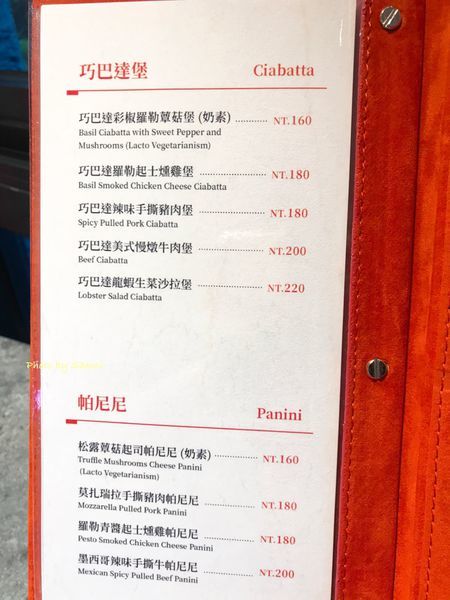 巧巴達堡 Ciabatta
巧巴達彩椒羅勒蕈菇堡 (奶素) ............ NT.160
Basil Ciabatta with Sweet Pepper and
Mushrooms (Lacto Vegetarianism)
巧巴達羅勒起士燻雞堡 ............ NT.180
Basil Smoked Chicken Cheese Ciabatta
巧巴達辣味手撕豬肉堡 ............ NT.180
Spicy Pulled Pork Ciabatta
巧巴達美式慢燉牛肉堡 ............ NT.200
Beef Ciabatta
巧巴達龍蝦生菜沙拉堡 ............ NT.220
Lobster Salad Ciabatta
Photo by
帕尼尼 Panini
松露蕈菇起司帕尼尼 (奶素) ............ NT.160
Truffle Mushrooms Cheese Panini
(Lacto Vegetarianism)
莫扎瑞拉手撕豬肉帕尼尼 ............ NT.180
Mozzarella Pulled Pork Panini
羅勒青醬起士燻雞帕尼尼 ............ NT.180
Pesto Smoked Chicken Cheese Panini
墨西哥辣味手撕牛帕尼尼 ............ NT.200
Mexican Spicy Pulled Beef Panini